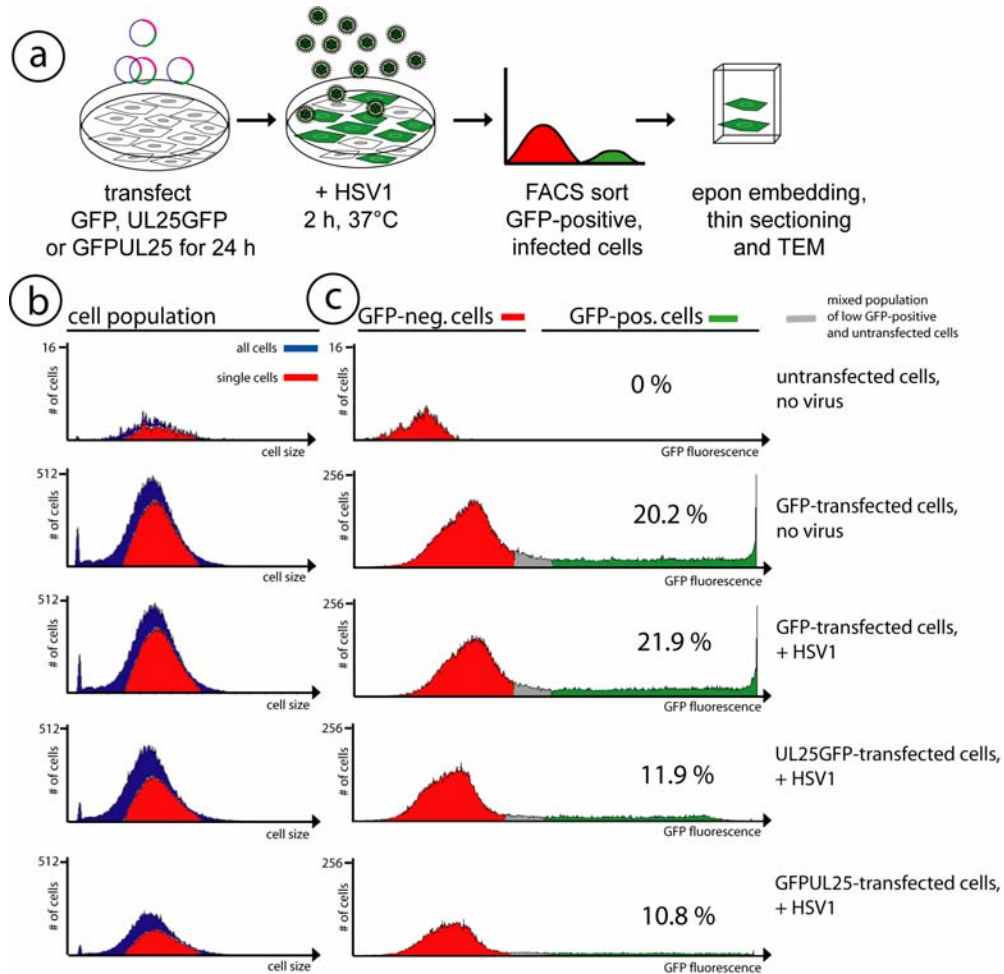 a
transfect
GFP, UL25GFP
or GFPUL25 for 24 h
+ HSV1
2 h, 37°C
FACS sort
GFP-positive,
infected cells
epon embedding,
thin sectioning
and TEM
b
cell population
all cells
single cells
c
GFP-neg. cells
GFP-pos. cells
mixed population
of low GFP-positive
and untransfected cells
16
# of cells
cell size
16
# of cells
0 %
GFP fluorescence
untransfected cells,
no virus
512
# of cells
cell size
256
# of cells
20.2 %
GFP fluorescence
GFP-transfected cells,
no virus
512
# of cells
cell size
256
# of cells
21.9 %
GFP fluorescence
GFP-transfected cells,
+ HSV1
512
# of cells
cell size
256
# of cells
11.9 %
GFP fluorescence
UL25GFP-transfected cells,
+ HSV1
512
# of cells
cell size
256
# of cells
10.8 %
GFP fluorescence
GFPUL25-transfected cells,
+ HSV1